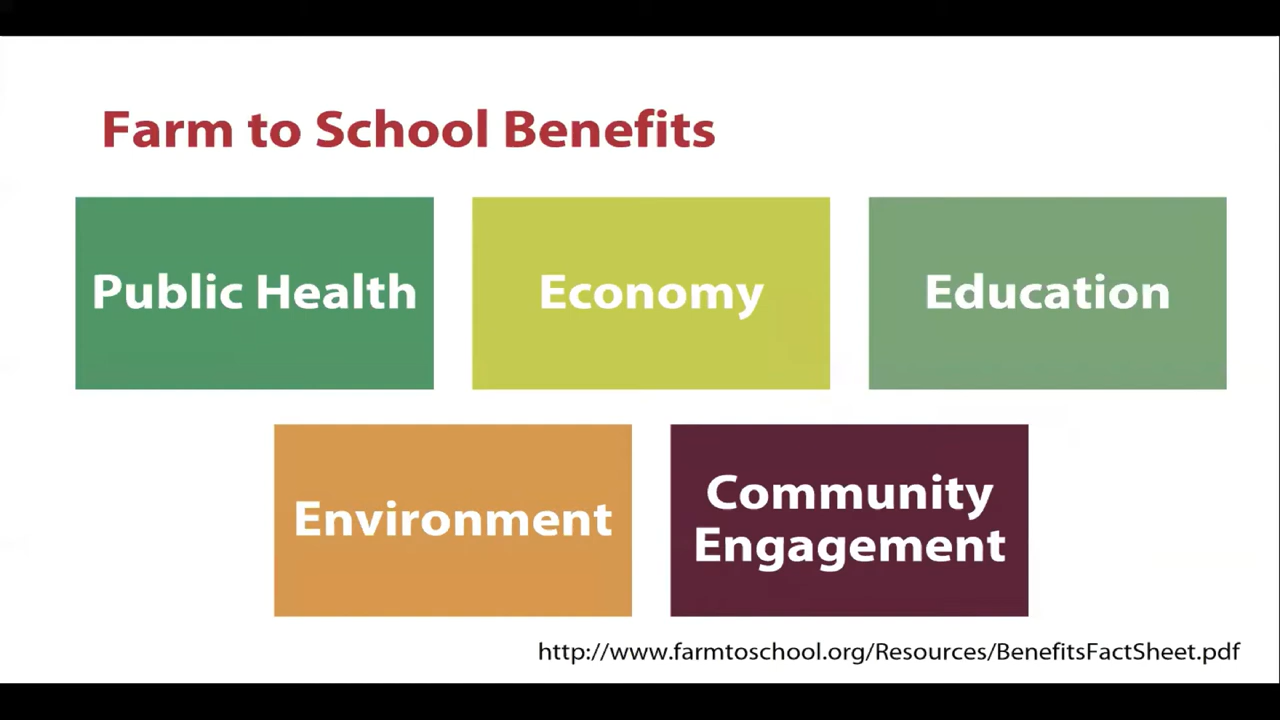 Farm to School Benefits
Public Health
Economy
Education
Environment
Community
Engagement
http://www.farmtoschool.org/Resources/BenefitsFactSheet.pdf